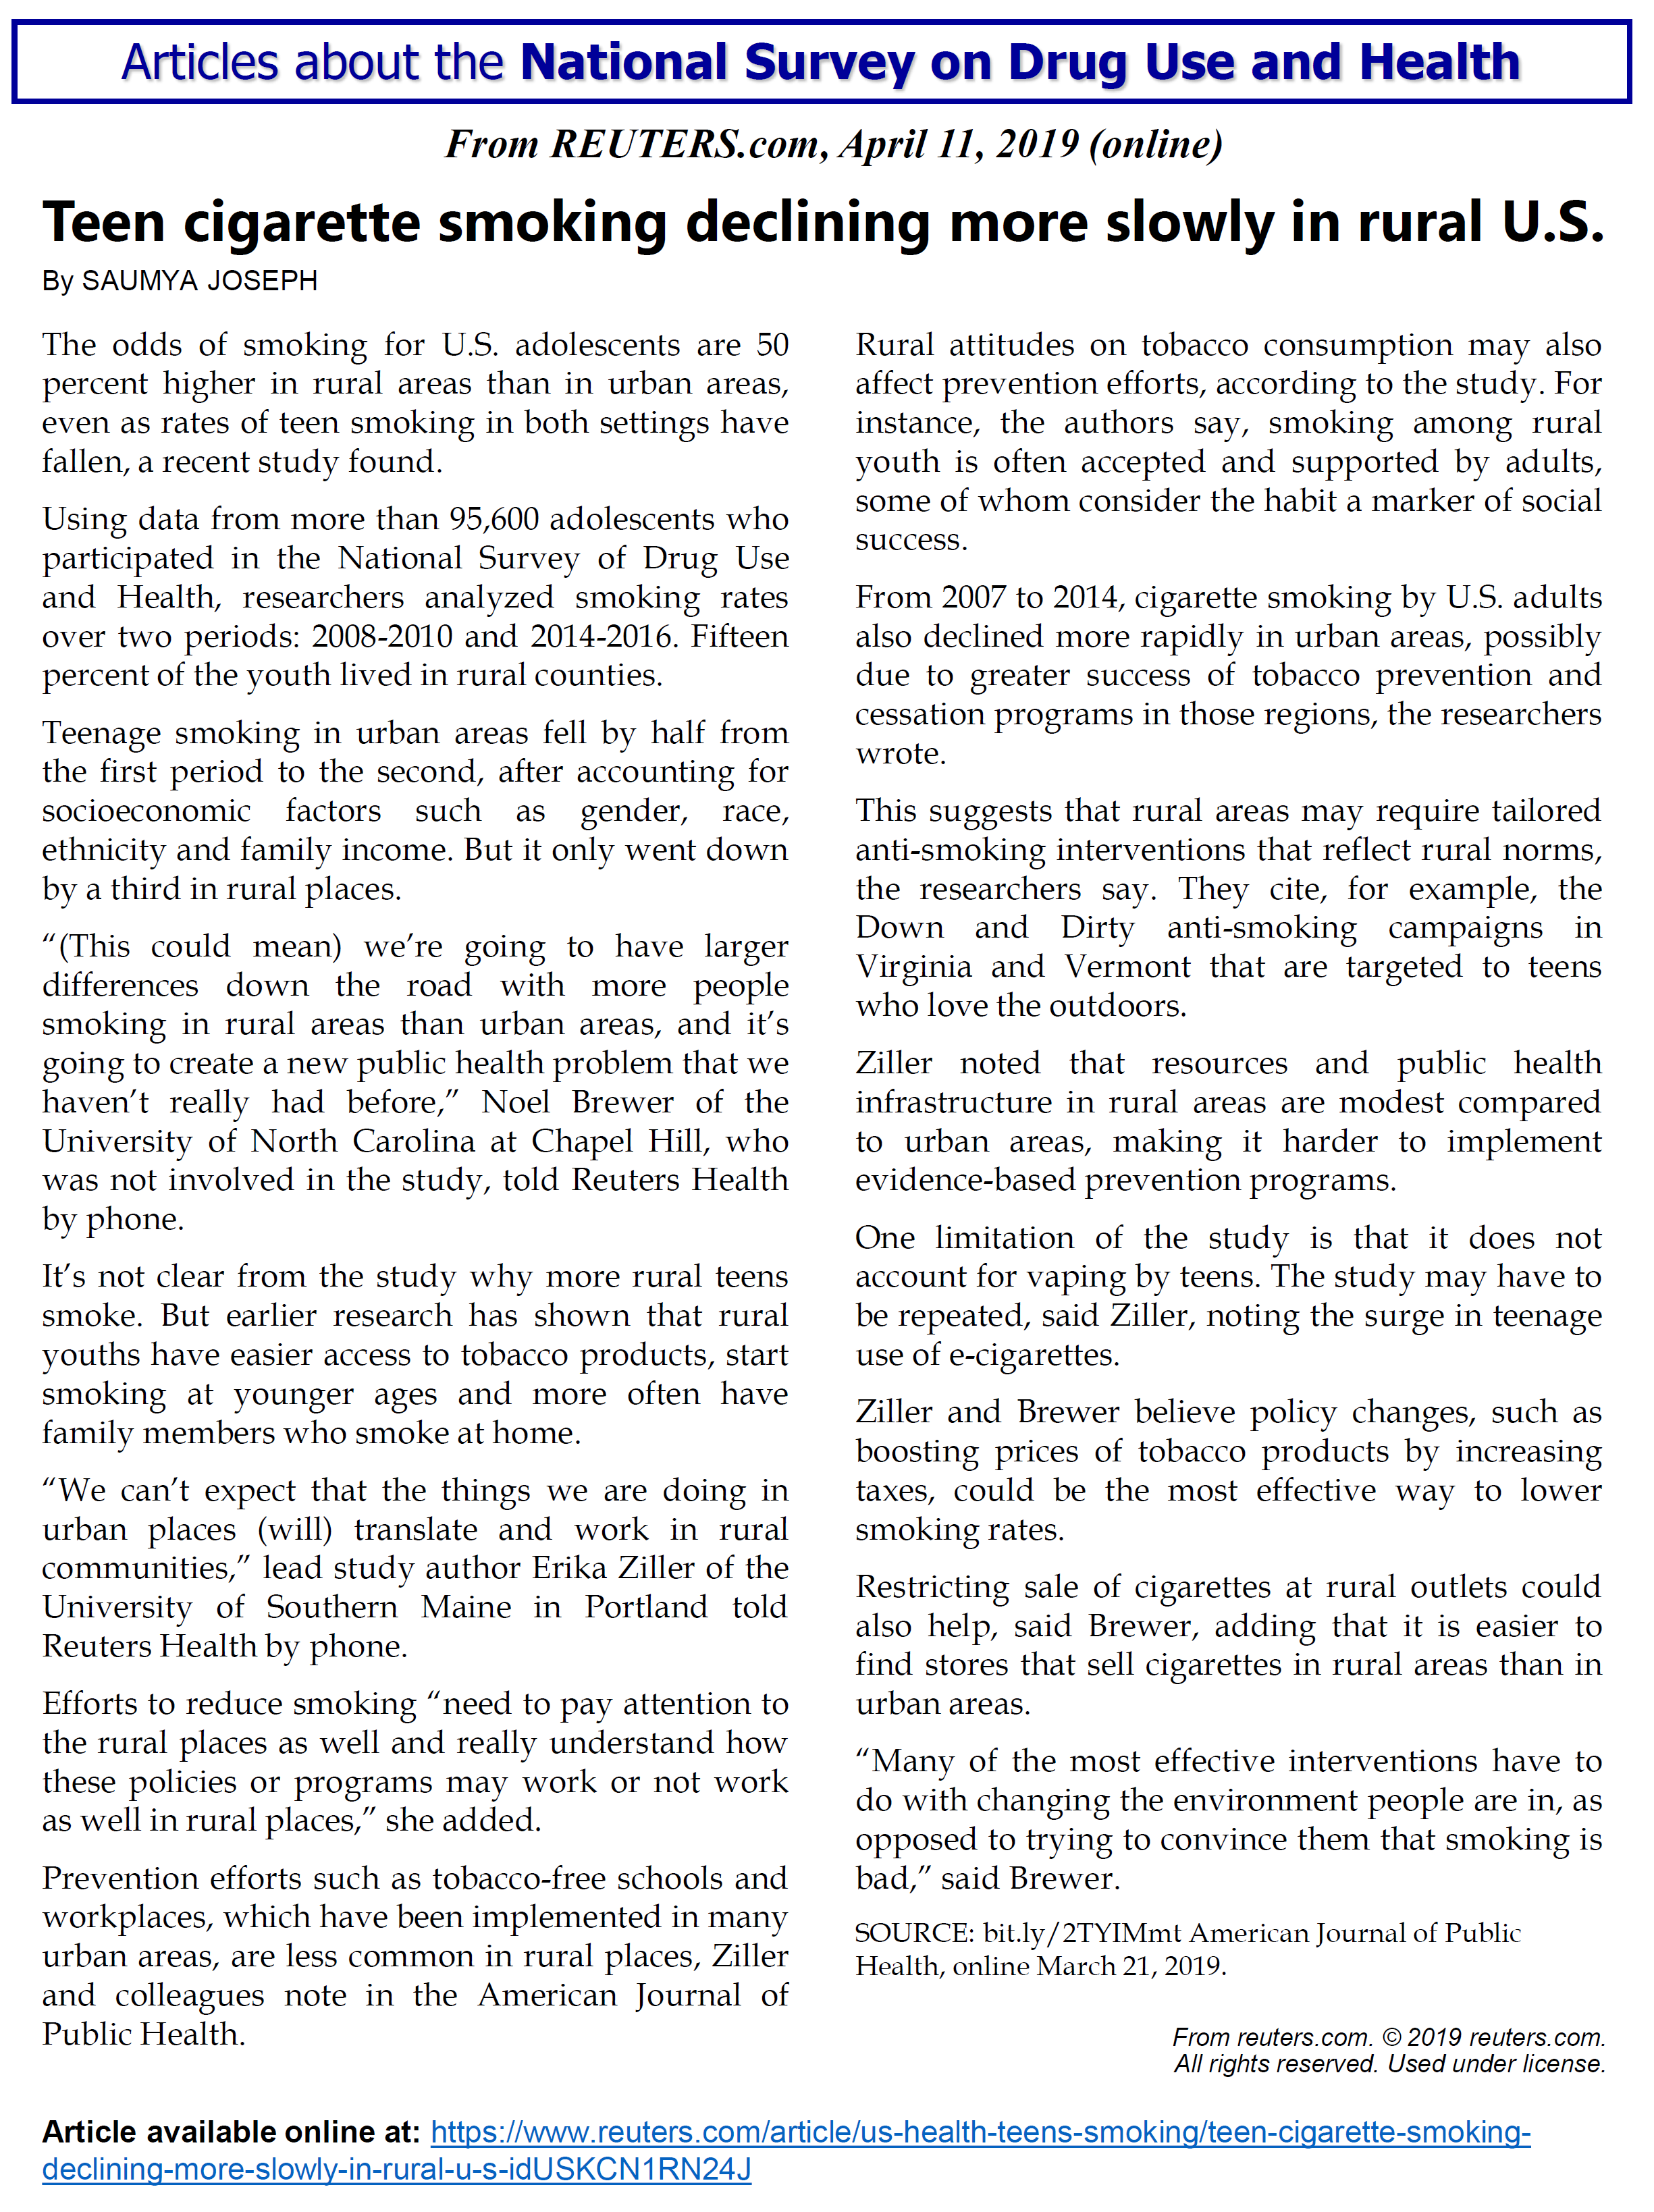 Articles about the National Survey on Drug Use and Health
From REUTERS.com, April 11, 2019 (online)
Teen cigarette smoking declining more slowly in rural U.S.
By SAUMYA JOSEPH
The odds of smoking for U.S. adolescents are 50
percent higher in rural areas than in urban areas,
even as rates of teen smoking in both settings have
fallen, a recent study found.
Using data from more than 95,600 adolescents who
participated in the National Survey of Drug Use
and Health, researchers analyzed smoking rates
over two periods: 2008-2010 and 2014-2016. Fifteen
percent of the youth lived in rural counties.
Teenage smoking in urban areas fell by half from
the first period to the second, after accounting for
socioeconomic factors such as gender, race,
ethnicity and family income. But it only went down
by a third in rural places.
“(This could mean) we’re going to have larger
differences down the road with more people
smoking in rural areas than urban areas, and it’s
going to create a new public health problem that we
haven’t really had before,” Noel Brewer of the
University of North Carolina at Chapel Hill, who
was not involved in the study, told Reuters Health
by phone.
It’s not clear from the study why more rural teens
smoke. But earlier research has shown that rural
youths have easier access to tobacco products, start
smoking at younger ages and more often have
family members who smoke at home.
“We can’t expect that the things we are doing in
urban places (will) translate and work in rural
communities,” lead study author Erika Ziller of the
University of Southern Maine in Portland told
Reuters Health by phone.
Efforts to reduce smoking “need to pay attention to
the rural places as well and really understand how
these policies or programs may work or not work
as well in rural places,” she added.
Prevention efforts such as tobacco-free schools and
workplaces, which have been implemented in many
urban areas, are less common in rural places, Ziller
and colleagues note in the American Journal of
Public Health.
Rural attitudes on tobacco consumption may also
affect prevention efforts, according to the study. For
instance, the authors say, smoking among rural
youth is often accepted and supported by adults,
some of whom consider the habit a marker of social
success.
From 2007 to 2014, cigarette smoking by U.S. adults
also declined more rapidly in urban areas, possibly
due to greater success of tobacco prevention and
cessation programs in those regions, the researchers
wrote.
This suggests that rural areas may require tailored
anti-smoking interventions that reflect rural norms,
the researchers say. They cite, for example, the
Down and Dirty anti-smoking campaigns in
Virginia and Vermont that are targeted to teens
who love the outdoors.
Ziller noted that resources and public health
infrastructure in rural areas are modest compared
to urban areas, making it harder to implement
evidence-based prevention programs.
One limitation of the study is that it does not
account for vaping by teens. The study may have to
be repeated, said Ziller, noting the surge in teenage
use of e-cigarettes.
Ziller and Brewer believe policy changes, such as
boosting prices of tobacco products by increasing
taxes, could be the most effective way to lower
smoking rates.
Restricting sale of cigarettes at rural outlets could
also help, said Brewer, adding that it is easier to
find stores that sell cigarettes in rural areas than in
urban areas.
“Many of the most effective interventions have to
do with changing the environment people are in, as
opposed to trying to convince them that smoking is
bad,” said Brewer.
SOURCE: bit.ly/2TYIMmt American Journal of Public
Health, online March 21, 2019.
From reuters.com. © 2019 reuters.com.
All rights reserved. Used under license.
Article available online at: https://www.reuters.com/article/us-health-teens-smoking/teen-cigarette-smoking-
declining-more-slowly-in-rural-u-s-idUSKCN1RN24J